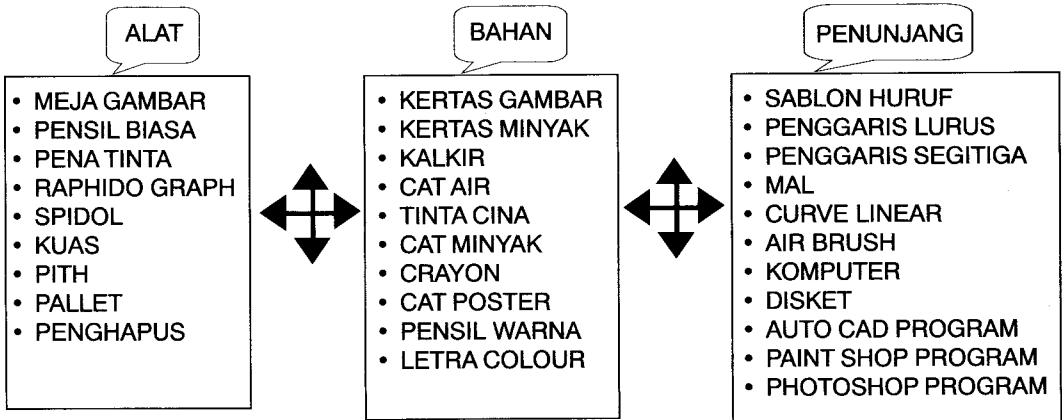 ALAT
• MEJA GAMBAR
• PENSIL BIASA
• PENA TINTA
• RAPHIDO GRAPH
• SPIDOL
• KUAS
• PITH
• PALLET
• PENGHAPUS
BAHAN
• KERTAS GAMBAR
• KERTAS MINYAK
• KALKIR
• CAT AIR
• TINTA CINA
• CAT MINYAK
• CRAYON
• CAT POSTER
• PENSIL WARNA
• LETRA COLOUR
PENUNJANG
• SABLON HURUF
• PENGGARIS LURUS
• PENGGARIS SEGITIGA
• MAL
• CURVE LINEAR
• AIR BRUSH
• KOMPUTER
• DISKET
• AUTO CAD PROGRAM
• PAINT SHOP PROGRAM
• PHOTOSHOP PROGRAM